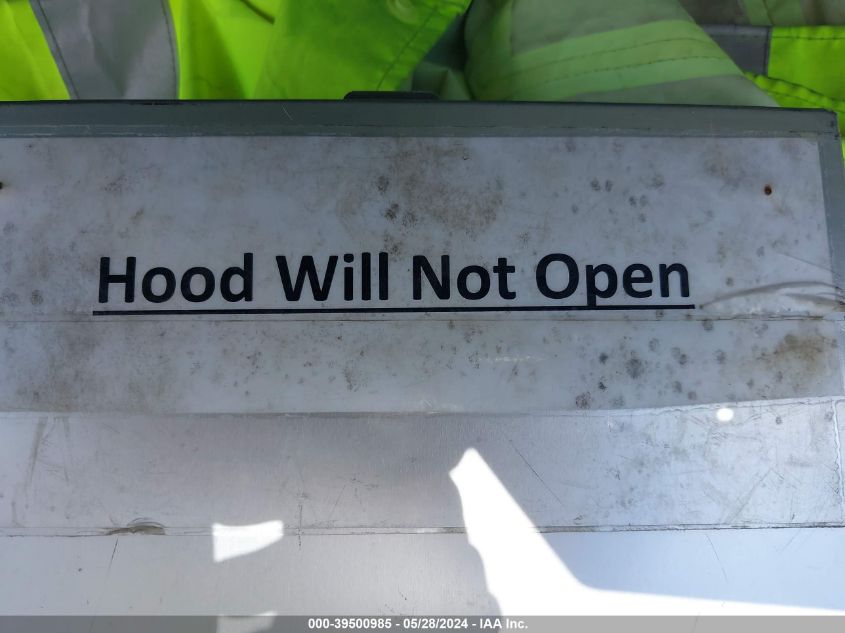 Hood Will Not Open
000-39500985 - 05/28/2024 - IAA Inc.